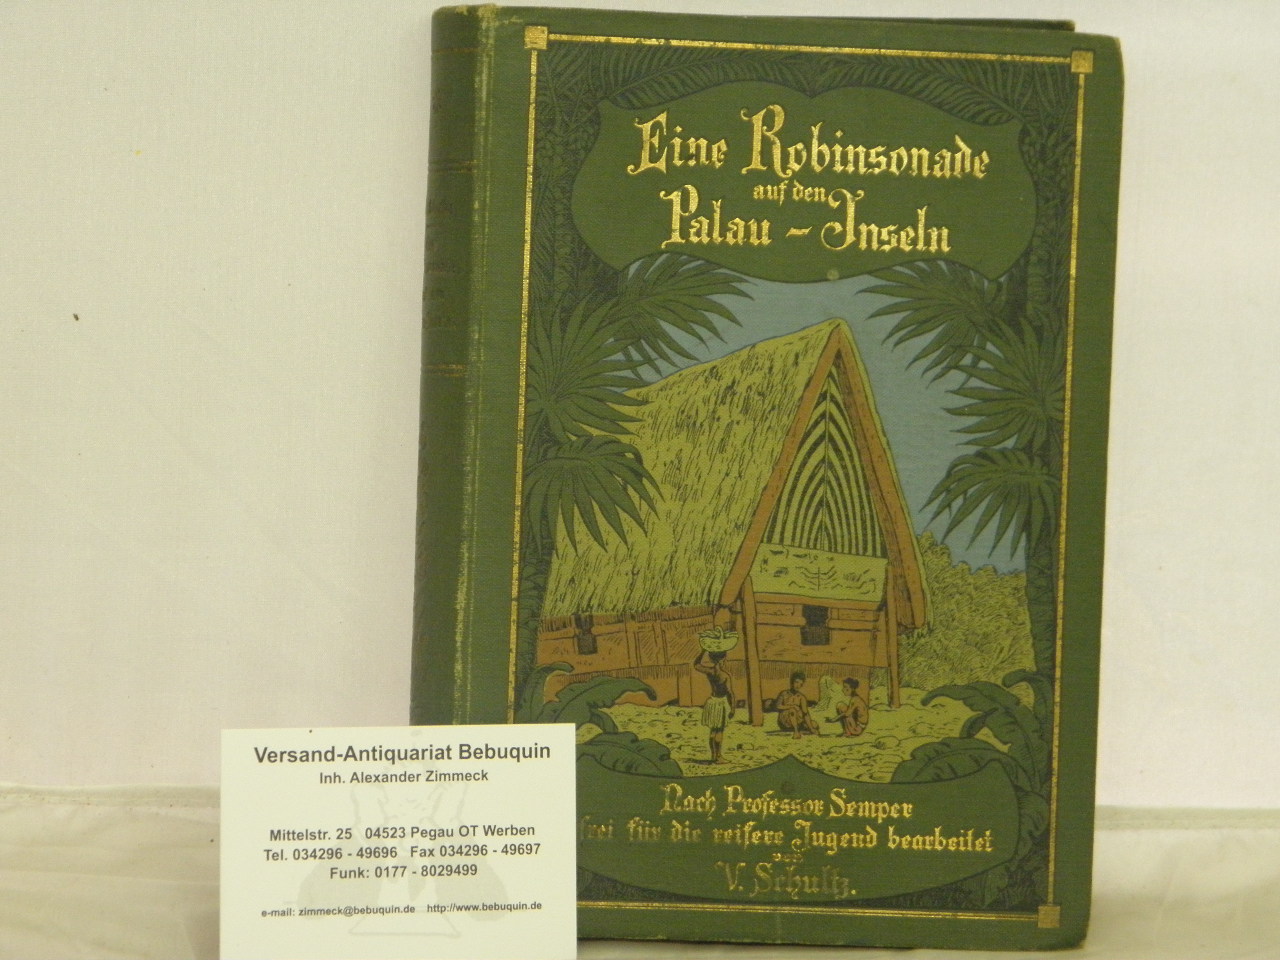 Eine Robinsonade
auf den
Palau - Inseln
Nach Professor Semper
frei für die reifere Jugend bearbeitet
von
V. Schultz.
Versand-Antiquariat Bebuquin
Inh. Alexander Zimmeck
Mittelstr. 25 04523 Pegau OT Werben
Tel. 034296 - 49696 Fax 034296 - 49697
Funk: 0177 - 8029499
e-mail: zimmeck@bebuquin.de http://www.bebuquin.de